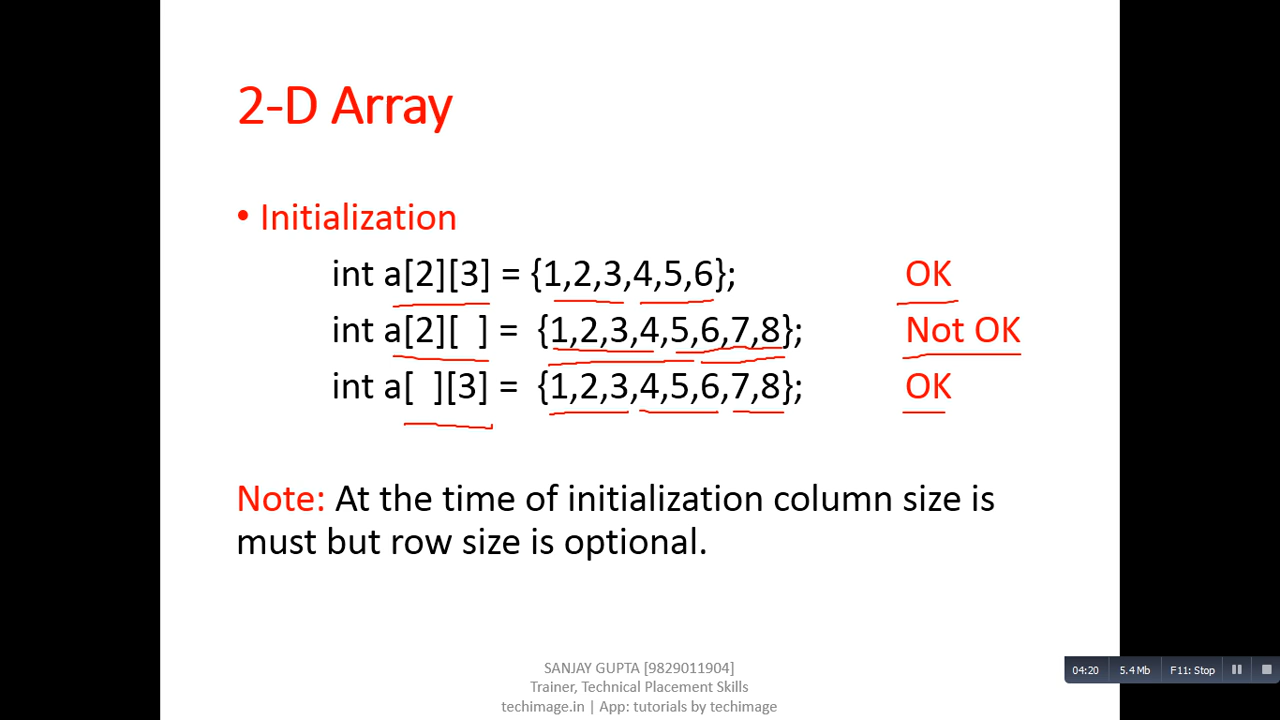 2-D Array
• Initialization
int a[2][3] = {1,2,3,4,5,6}; OK
int a[2][ ] = {1,2,3,4,5,6,7,8}; Not OK
int a[ ][3] = {1,2,3,4,5,6,7,8}; OK
Note: At the time of initialization column size is
must but row size is optional.
SANJAY GUPTA [9829011904]
Trainer, Technical Placement Skills
techimage.in | App: tutorials by techimage
04:20 5.4 Mb F11: Stop